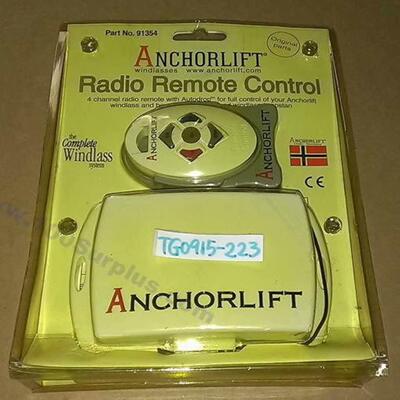 Part No. 91354
ANCHORLIFT®
windlasses www.anchorlift.com
Original
Parts
Radio Remote Control
4 channel radio remote with Autodrop™ for full control of your Anchorlift
windlass and
the
Complete
Windlass
system
ANCHORLIFT
ANCHORLIFT
ANCHORLIFT
CE
TG0915-223
ANCHORLIFT